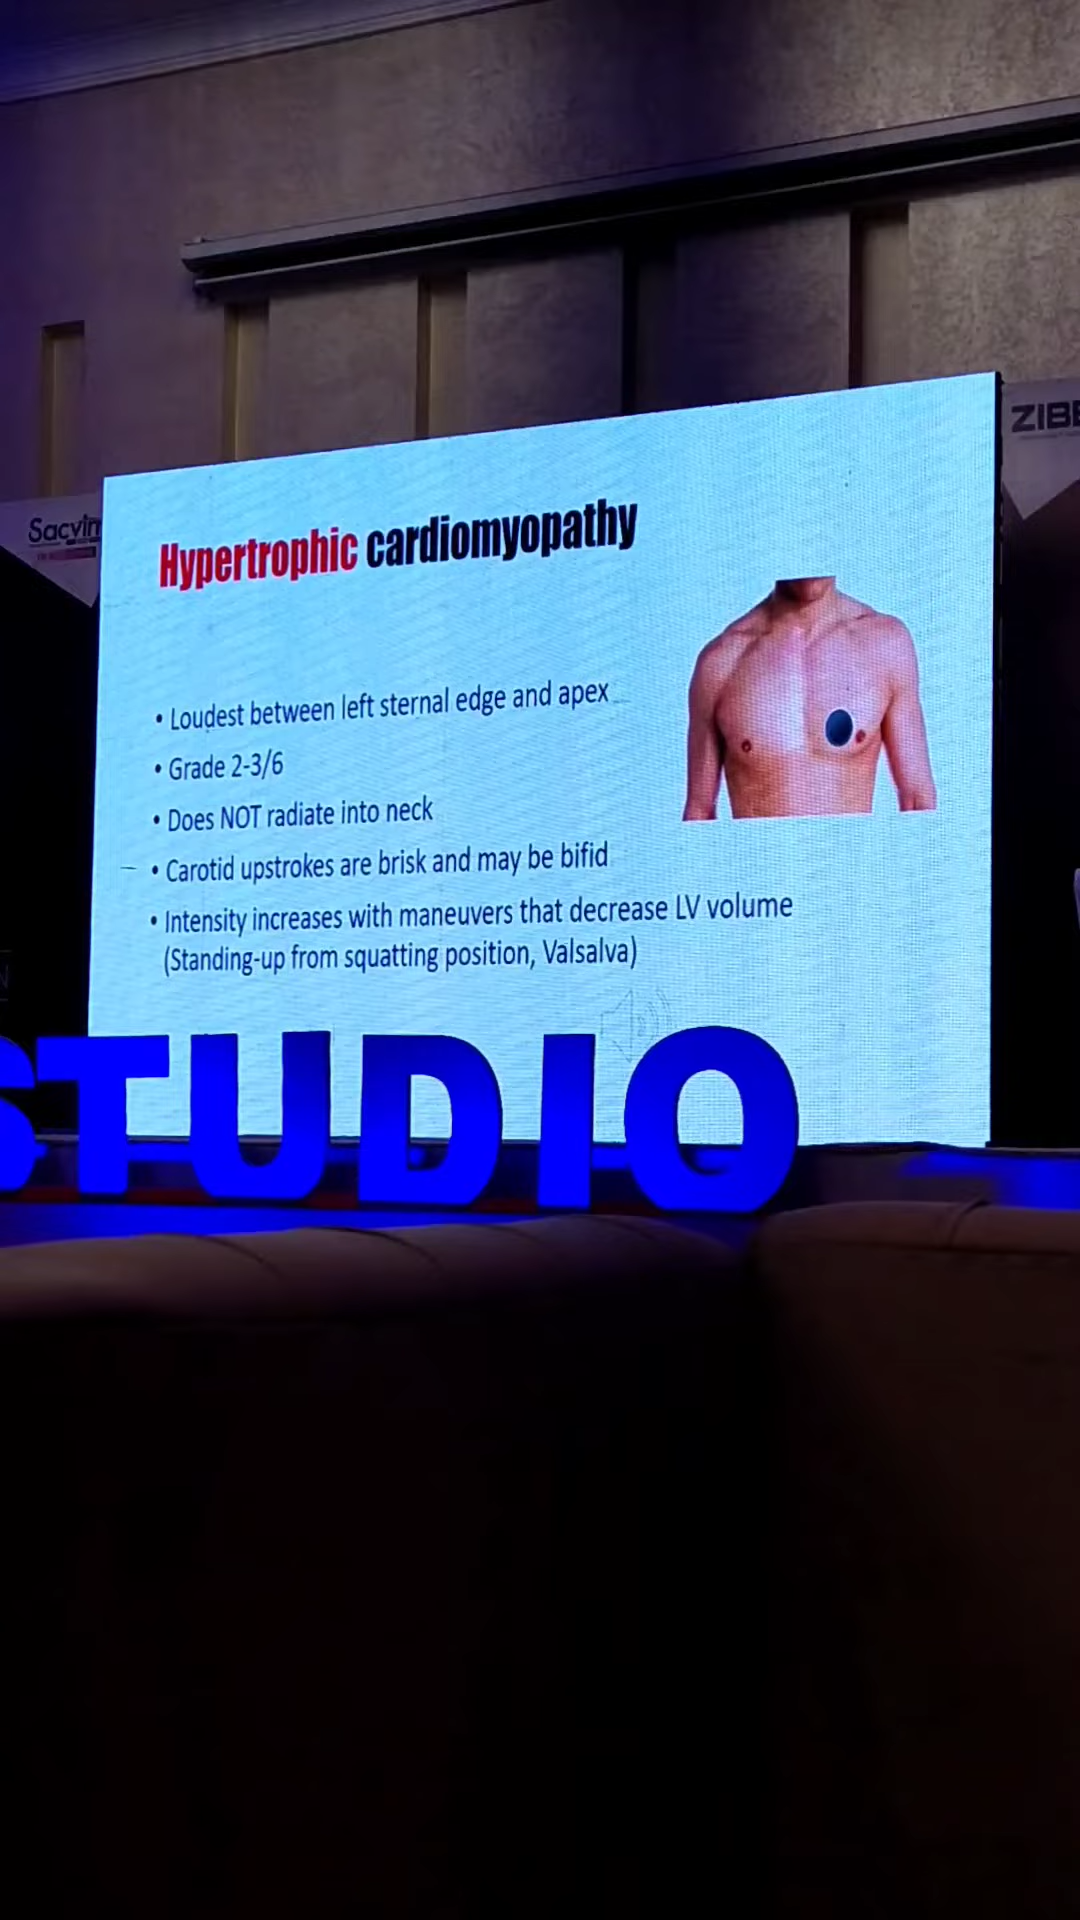 ZIBE
Sacvin
Hypertrophic cardiomyopathy
• Loudest between left sternal edge and apex
• Grade 2-3/6
• Does NOT radiate into neck
• Carotid upstrokes are brisk and may be bifid
• Intensity increases with maneuvers that decrease LV volume
(Standing-up from squatting position, Valsalva)
STUDIO